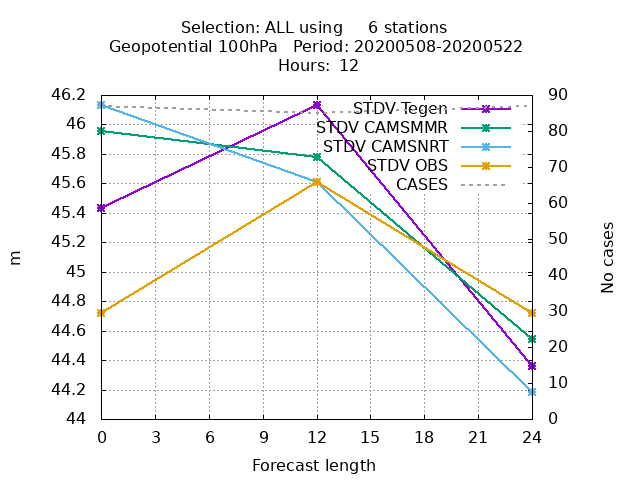 Selection: ALL using     6 stations
Geopotential 100hPa   Period: 20200508-20200522
Hours: 12
46.2
46
45.8
45.6
45.4
45.2
45
44.8
44.6
44.4
44.2
44
m
STDV Tegen
STDV CAMSMMR
STDV CAMSNRT
STDV OBS
CASES
90
80
70
60
50
40
30
20
10
0
No cases
0 3 6 9 12 15 18 21 24
Forecast length